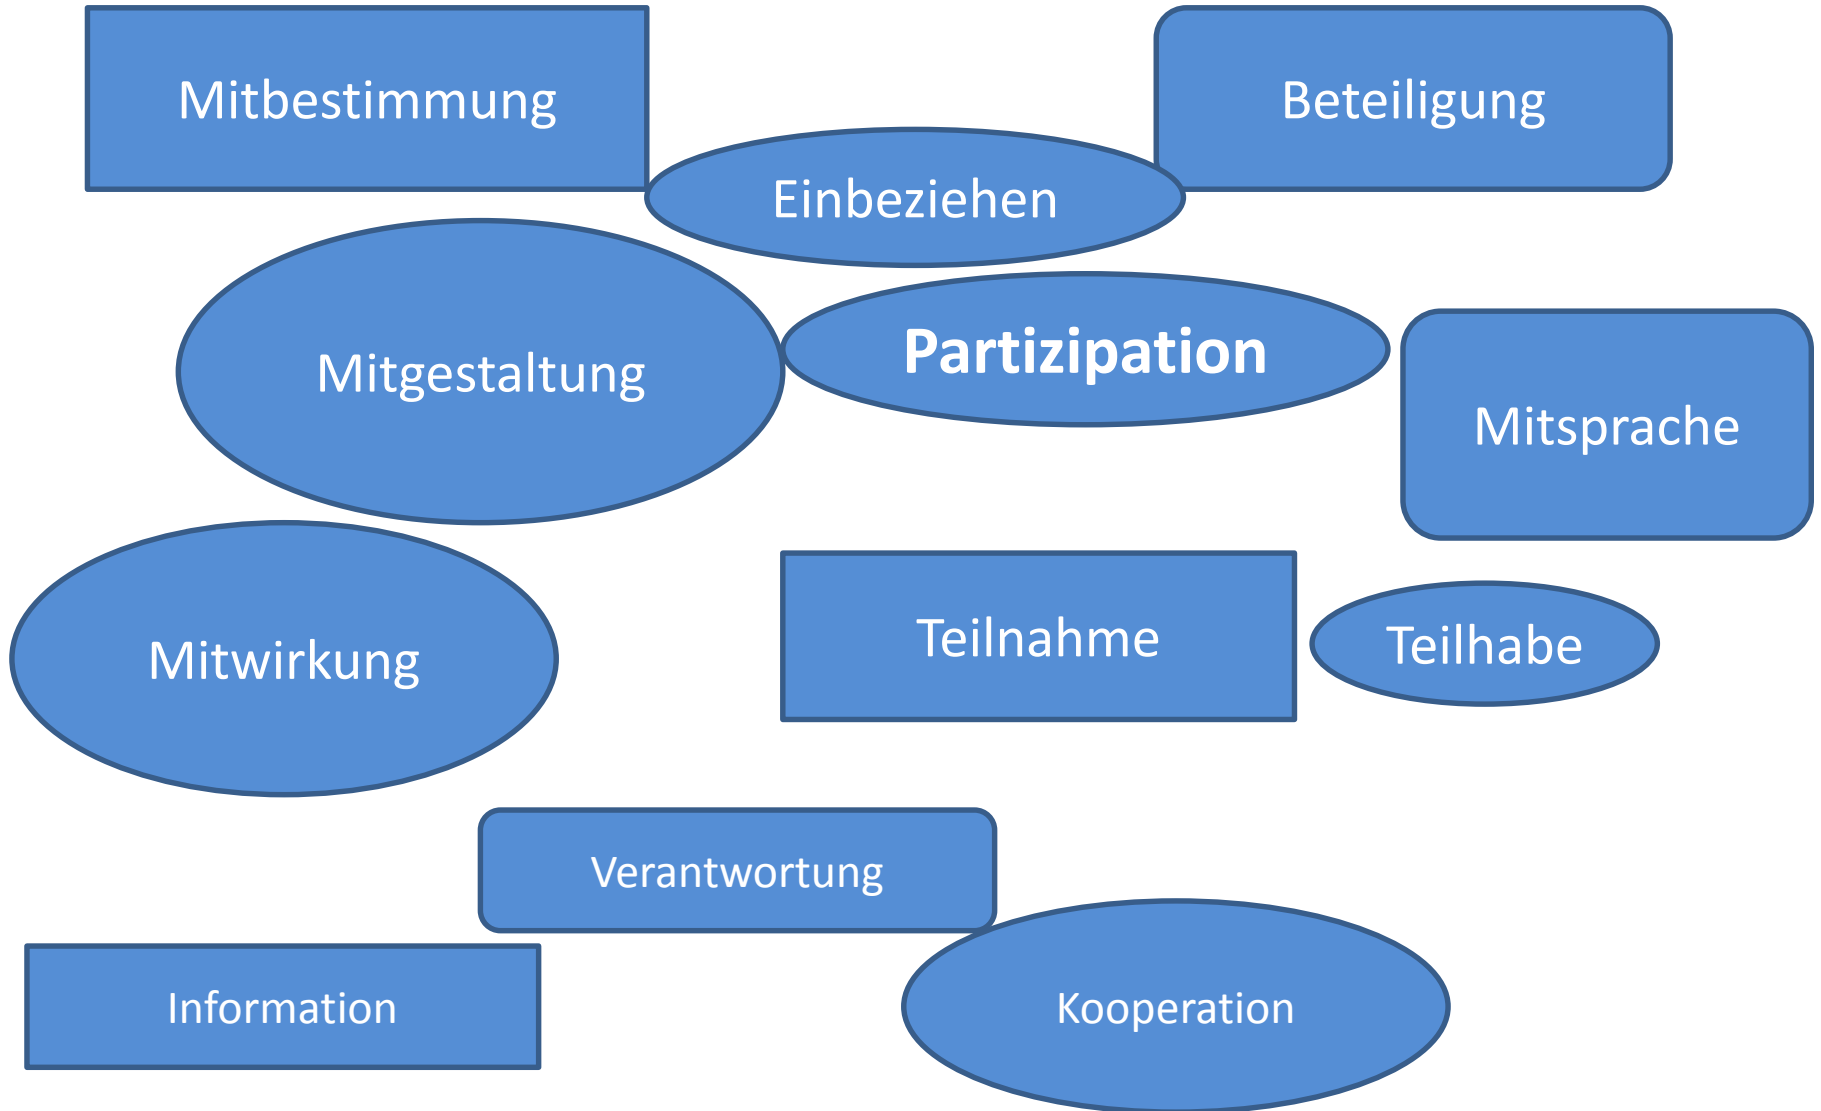 Mitbestimmung
Beteiligung
Einbeziehen
Partizipation
Mitgestaltung
Mitsprache
Teilnahme
Teilhabe
Mitwirkung
Verantwortung
Information
Kooperation